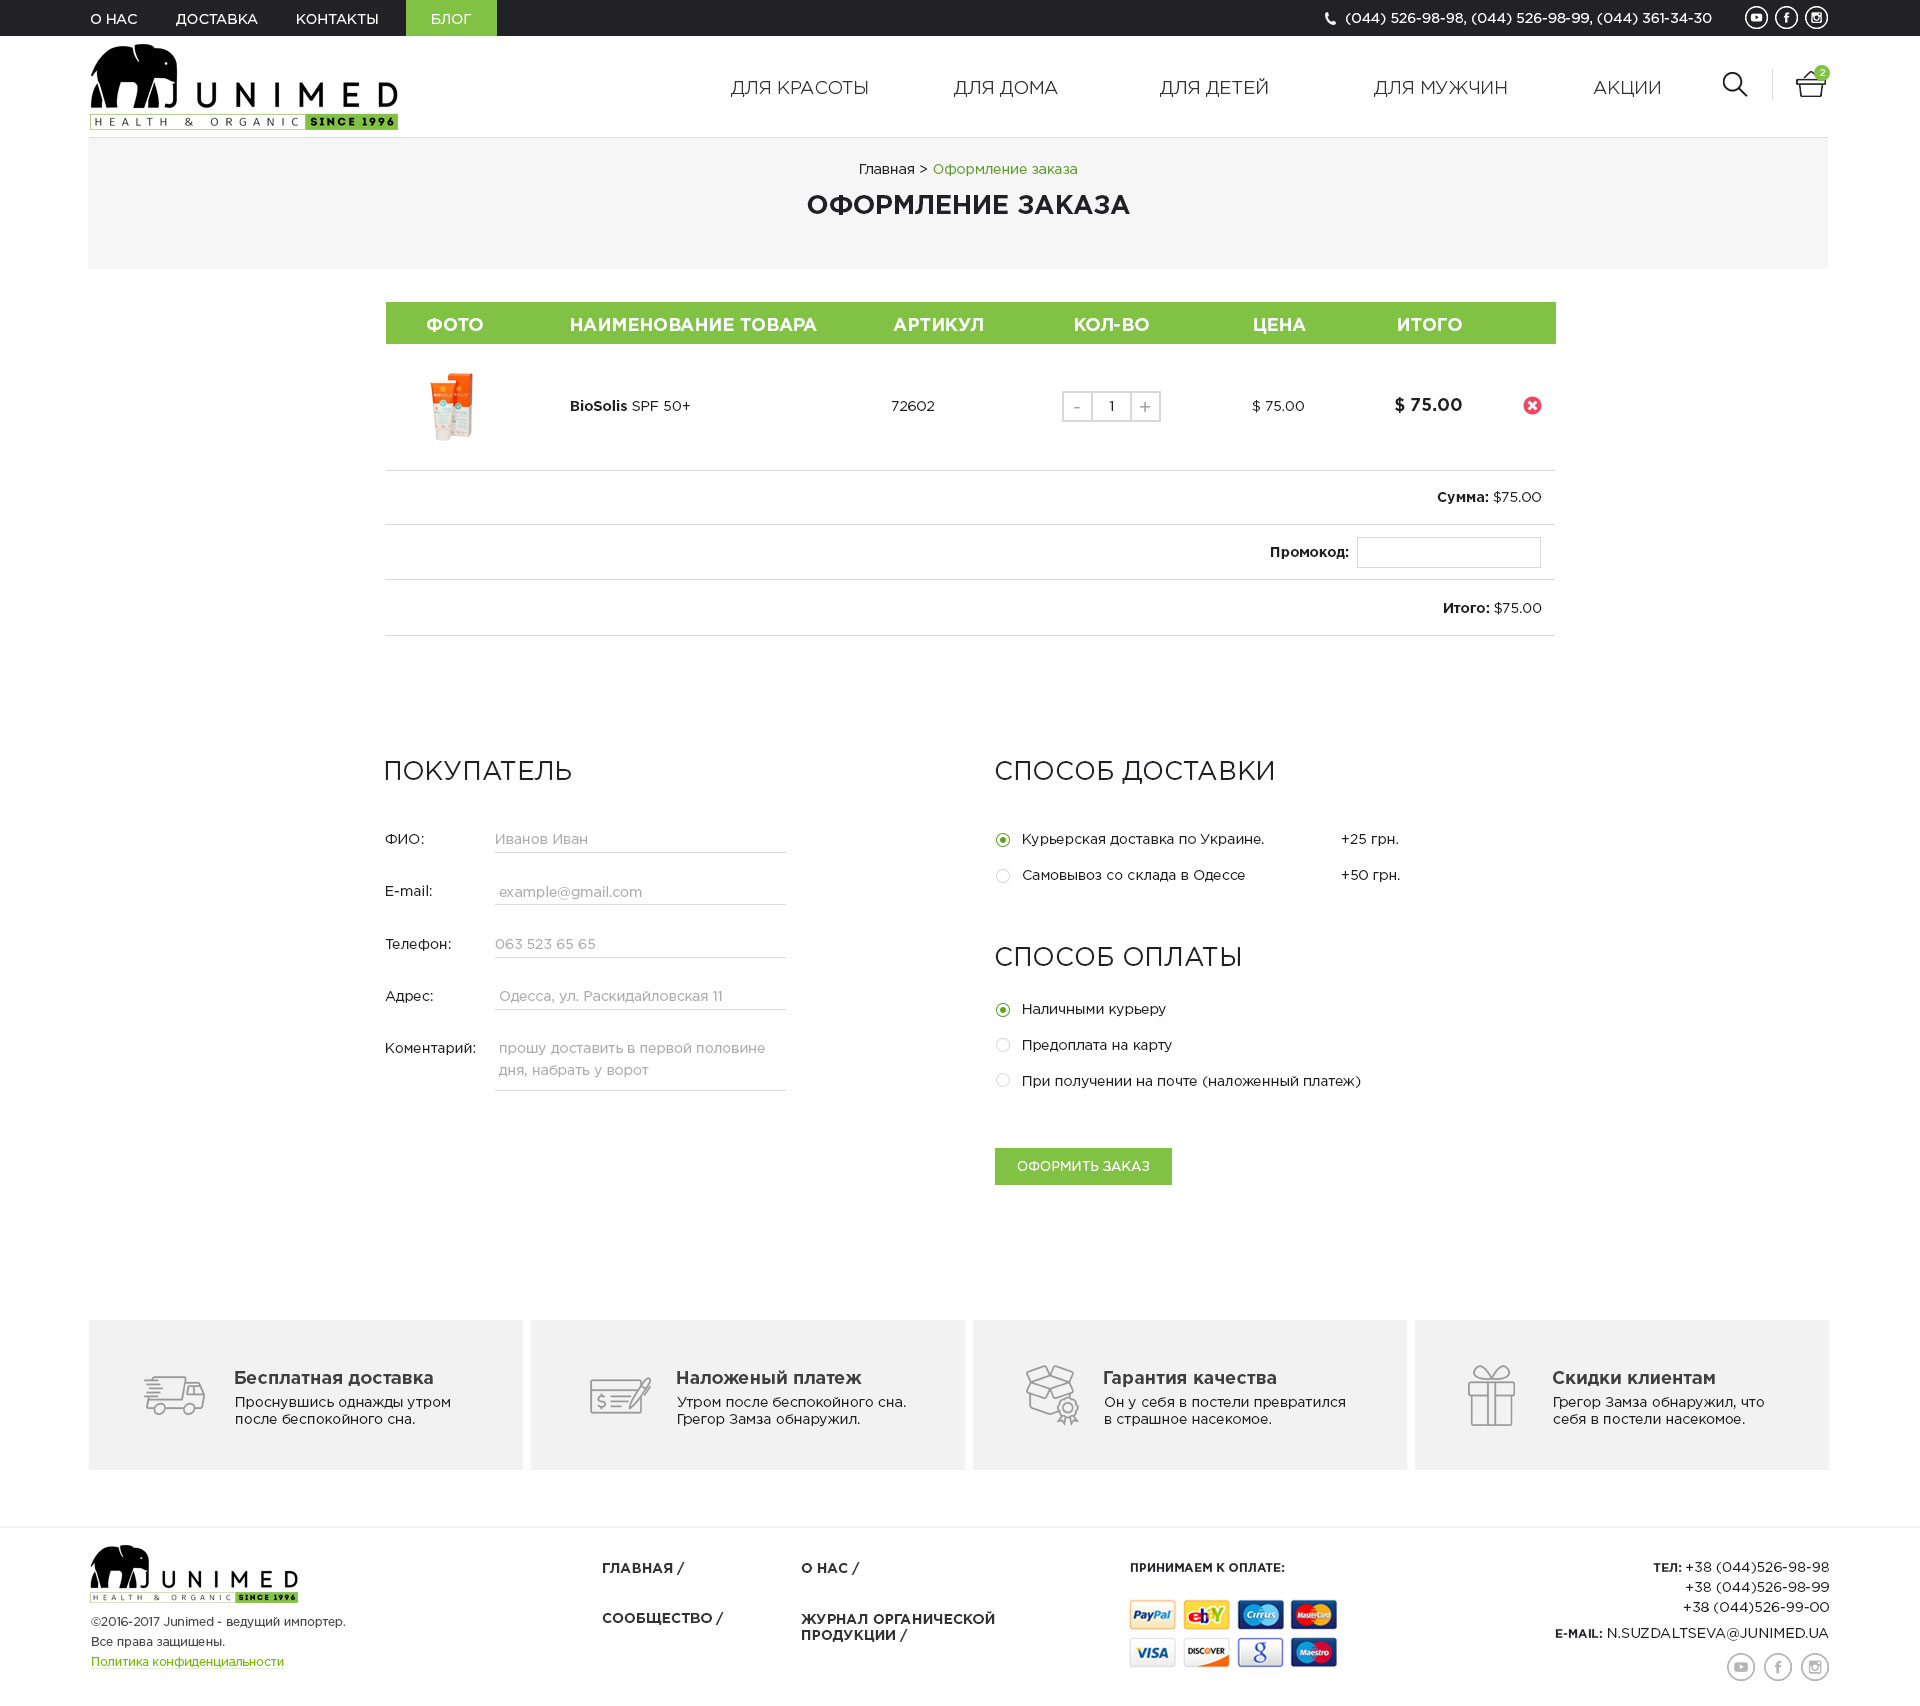 О НАС ДОСТАВКА КОНТАКТЫ БЛОГ (044) 526-98-98, (044) 526-98-99, (044) 361-34-30
JUNIMED
HEALTH & ORGANIC SINCE 1996
ДЛЯ КРАСОТЫ ДЛЯ ДОМА ДЛЯ ДЕТЕЙ ДЛЯ МУЖЧИН АКЦИИ 2
Главная > Оформление заказа
ОФОРМЛЕНИЕ ЗАКАЗА
ФОТО НАИМЕНОВАНИЕ ТОВАРА АРТИКУЛ КОЛ-ВО ЦЕНА ИТОГО
BioSolis SPF 50+ 72602 - 1 + $ 75.00 $ 75.00
Сумма: $75.00
Промокод:
Итого: $75.00
ПОКУПАТЕЛЬ
ФИО: Иванов Иван
E-mail: example@gmail.com
Телефон: 063 523 65 65
Адрес: Одесса, ул. Раскидайловская 11
Коментарий: прошу доставить в первой половине
дня, набрать у ворот
СПОСОБ ДОСТАВКИ
Курьерская доставка по Украине. +25 грн.
Самовывоз со склада в Одессе +50 грн.
СПОСОБ ОПЛАТЫ
Наличными курьеру
Предоплата на карту
При получении на почте (наложенный платеж)
ОФОРМИТЬ ЗАКАЗ
Бесплатная доставка
Проснувшись однажды утром
после беспокойного сна.
Наложеный платеж
Утром после беспокойного сна.
Грегор Замза обнаружил.
Гарантия качества
Он у себя в постели превратился
в страшное насекомое.
Скидки клиентам
Грегор Замза обнаружил, что
себя в постели насекомое.
JUNIMED
HEALTH & ORGANIC SINCE 1996
©2016-2017 Junimed - ведущий импортер.
Все права защищены.
Политика конфиденциальности
ГЛАВНАЯ /
СООБЩЕСТВО /
О НАС /
ЖУРНАЛ ОРГАНИЧЕСКОЙ
ПРОДУКЦИИ /
ПРИНИМАЕМ К ОПЛАТЕ:
PayPal ebY Cirrus MasterCard
VISA DISCOVER g Maestro
ТЕЛ: +38 (044)526-98-98
+38 (044)526-98-99
+38 (044)526-99-00
E-MAIL: N.SUZDALTSEVA@JUNIMED.UA